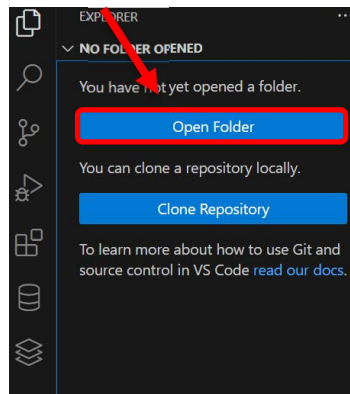 EXPLORER
NO FOLDER OPENED
You have not yet opened a folder.
Open Folder
You can clone a repository locally.
Clone Repository
To learn more about how to use Git and
source control in VS Code read our docs.